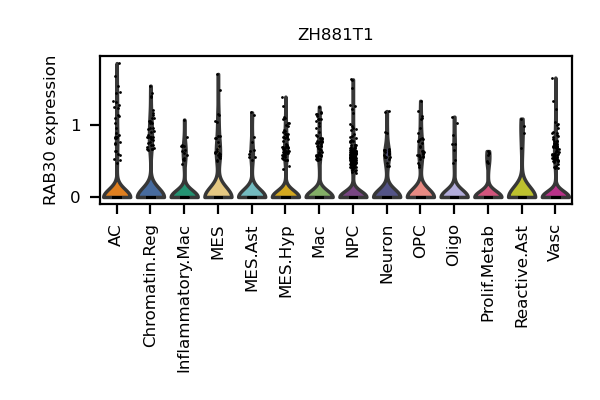 ZH881T1
RAB30 expression
1
0
AC
Chromatin.Reg
Inflammatory.Mac
MES
MES.Ast
MES.Hyp
Mac
NPC
Neuron
OPC
Oligo
Prolif.Metab
Reactive.Ast
Vasc